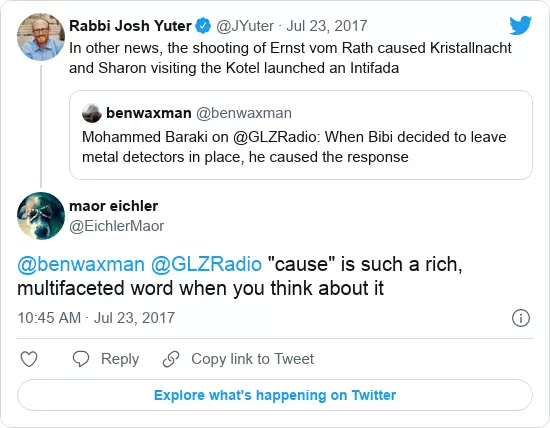 Rabbi Josh Yuter @JYuter · Jul 23, 2017
In other news, the shooting of Ernst vom Rath caused Kristallnacht
and Sharon visiting the Kotel launched an Intifada
benwaxman @benwaxman
Mohammed Baraki on @GLZRadio: When Bibi decided to leave
metal detectors in place, he caused the response
maor eichler
@EichlerMaor
@benwaxman @GLZRadio "cause" is such a rich,
multifaceted word when you think about it
10:45 AM · Jul 23, 2017
Reply
Copy link to Tweet
Explore what's happening on Twitter